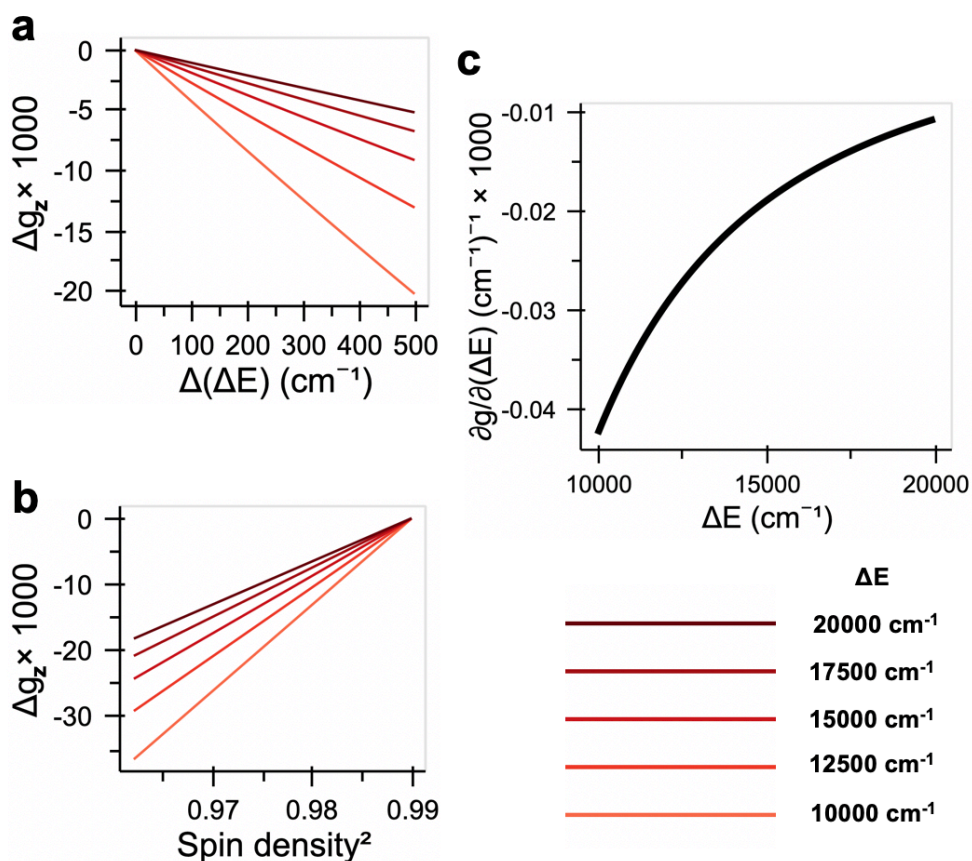 a
0
-5
-10
-15
-20
Δg_z × 1000
0 100 200 300 400 500
Δ(ΔE) (cm⁻¹)
b
0
-10
-20
-30
Δg_z × 1000
0.97 0.98 0.99
Spin density²
c
-0.01
-0.02
-0.03
-0.04
∂g/∂(ΔE) (cm⁻¹)⁻¹ × 1000
10000 15000 20000
ΔE (cm⁻¹)
ΔE
20000 cm⁻¹
17500 cm⁻¹
15000 cm⁻¹
12500 cm⁻¹
10000 cm⁻¹